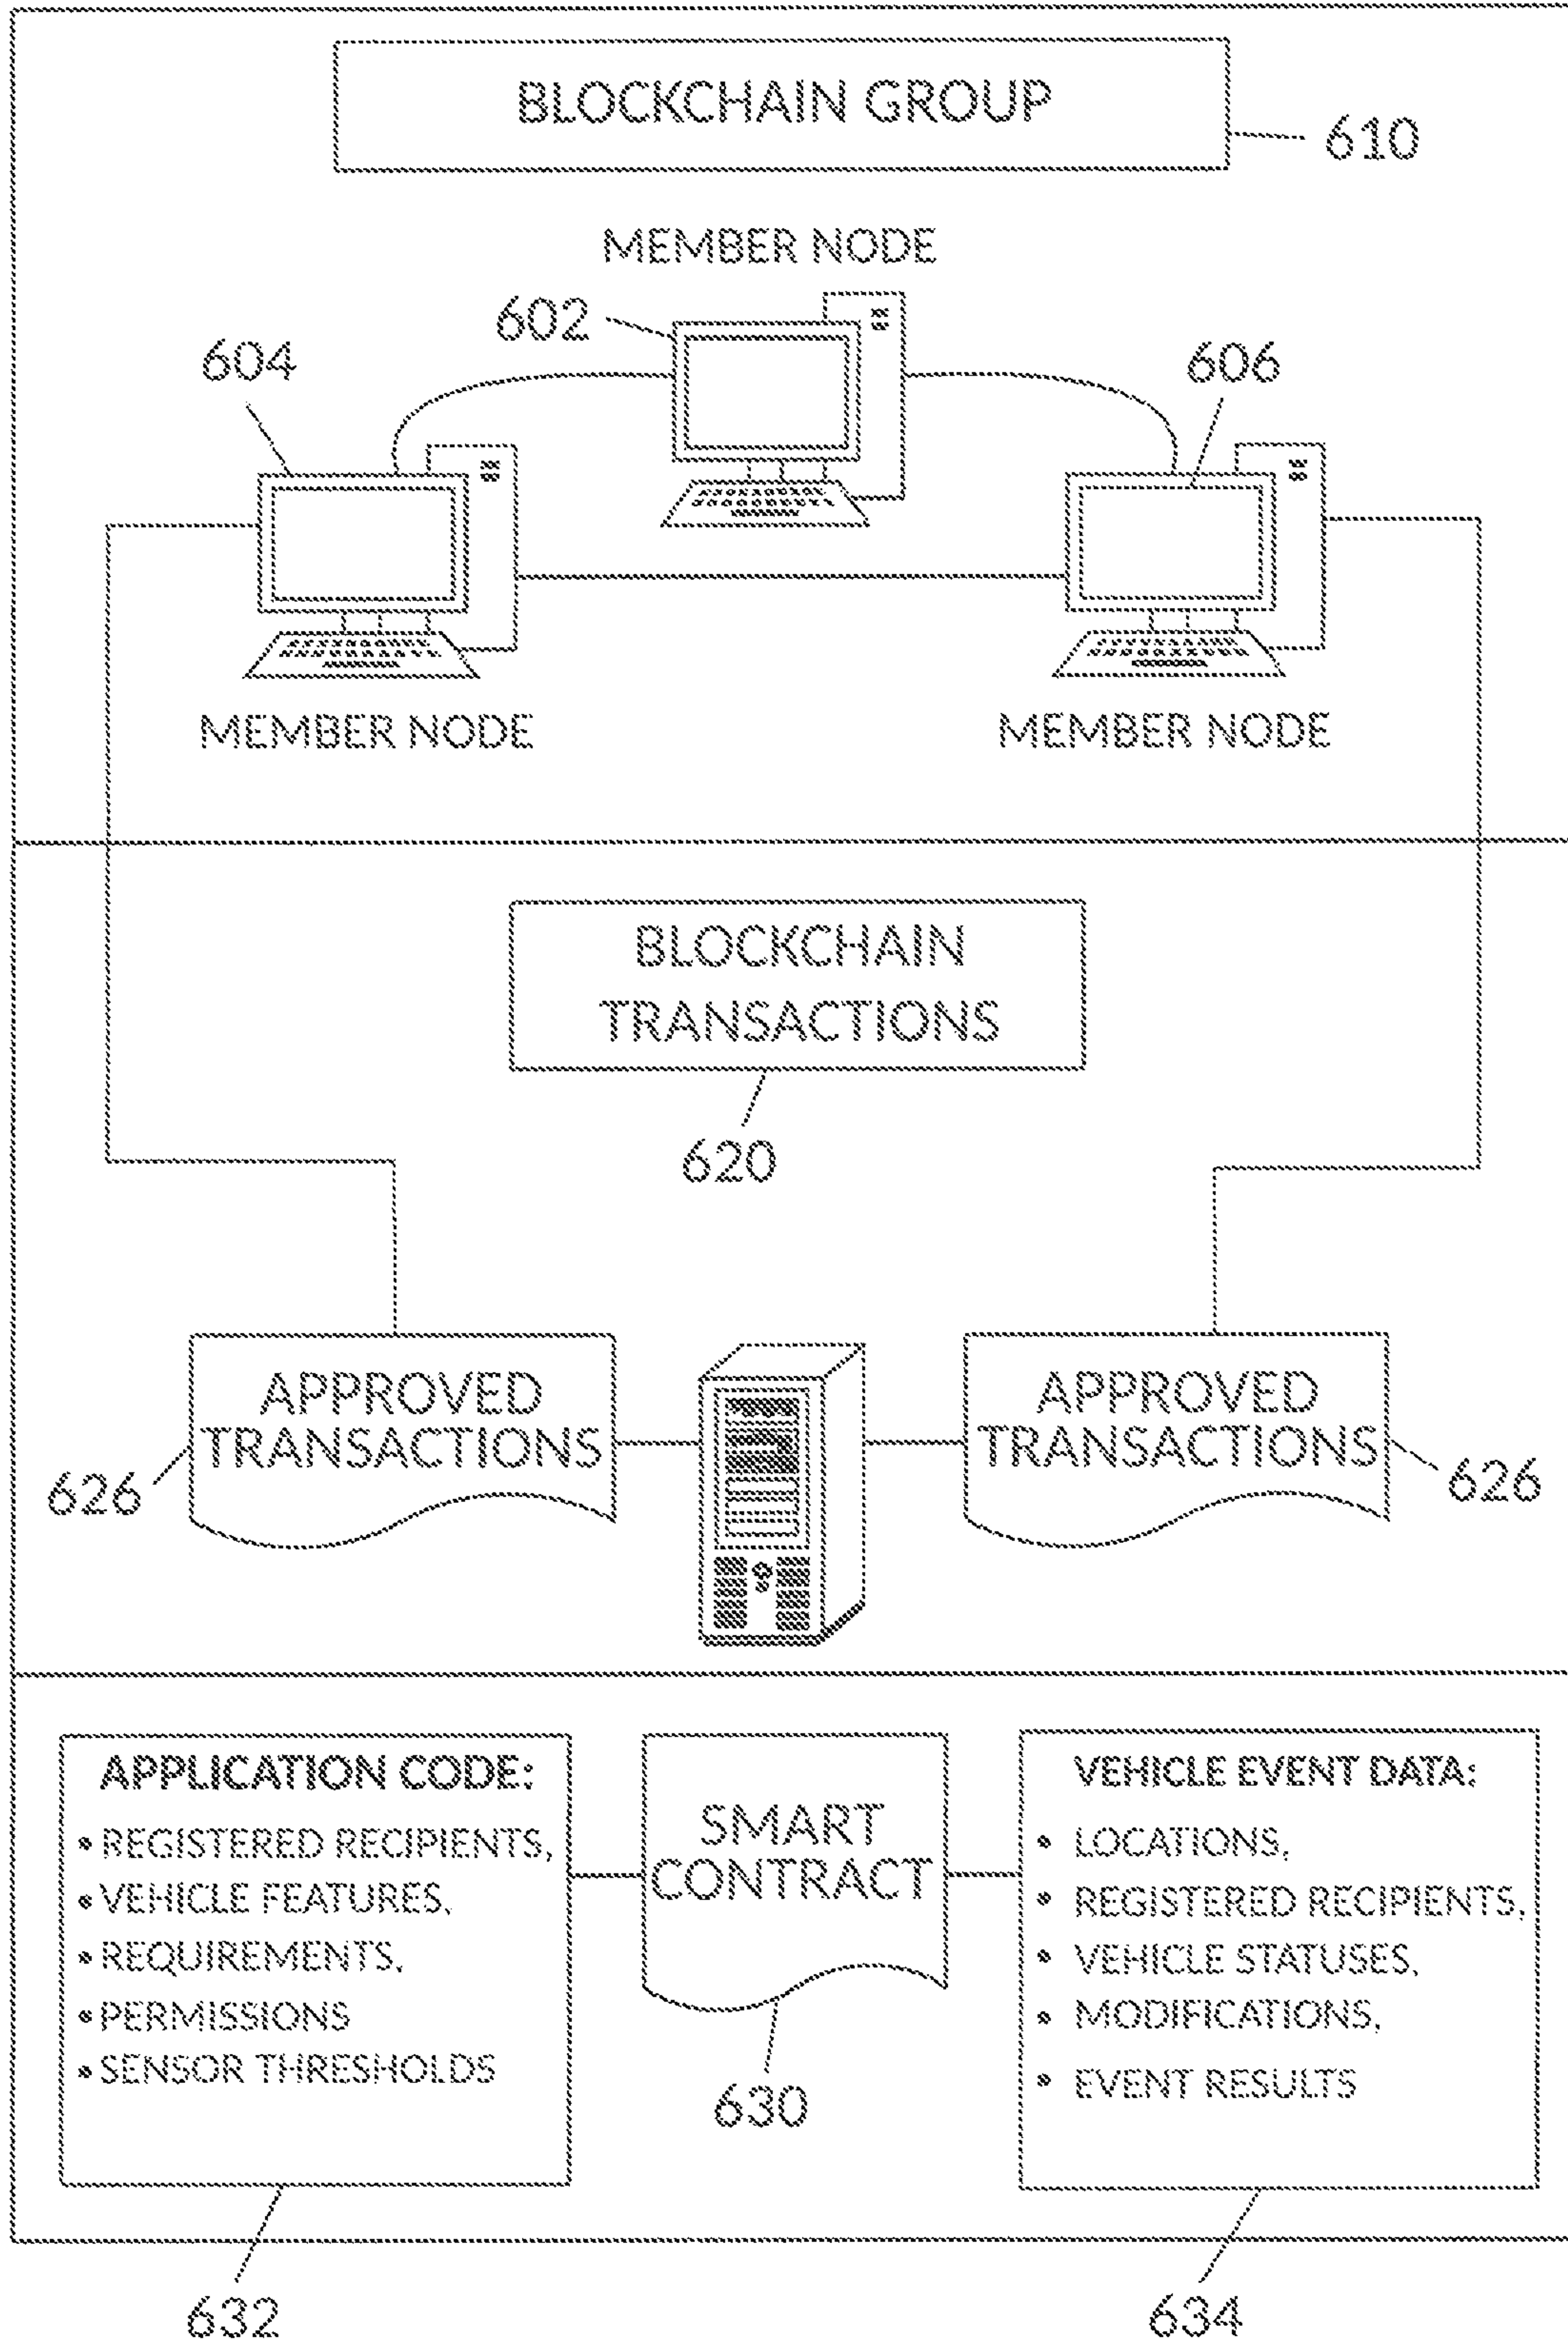 BLOCKCHAIN GROUP
610
MEMBER NODE
602
604
606
MEMBER NODE
MEMBER NODE
BLOCKCHAIN
TRANSACTIONS
620
APPROVED
TRANSACTIONS
626
APPROVED
TRANSACTIONS
626
APPLICATION CODE:
• REGISTERED RECIPIENTS,
• VEHICLE FEATURES,
• REQUIREMENTS,
• PERMISSIONS
• SENSOR THRESHOLDS
632
SMART
CONTRACT
630
VEHICLE EVENT DATA:
• LOCATIONS,
• REGISTERED RECIPIENTS,
• VEHICLE STATUSES,
• MODIFICATIONS,
• EVENT RESULTS
634